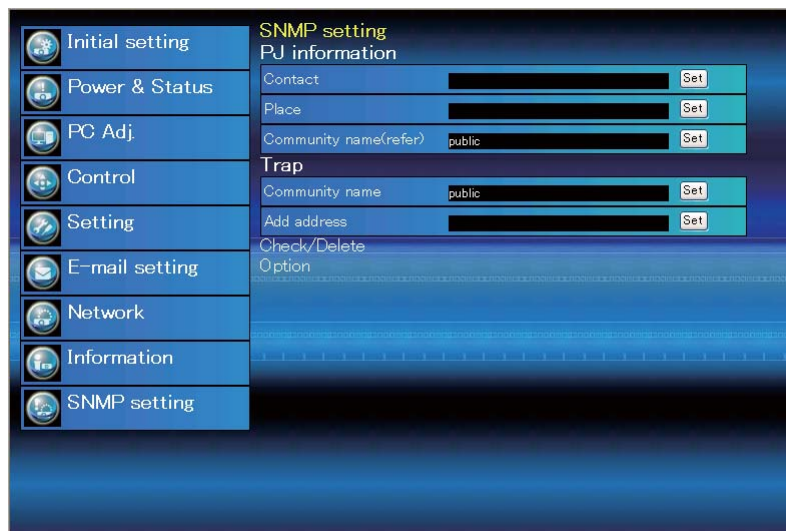 Initial setting
Power & Status
PC Adj.
Control
Setting
E-mail setting
Network
Information
SNMP setting
SNMP setting
PJ information
Contact Set
Place Set
Community name(refer) public Set
Trap
Community name public Set
Add address Set
Check/Delete
Option